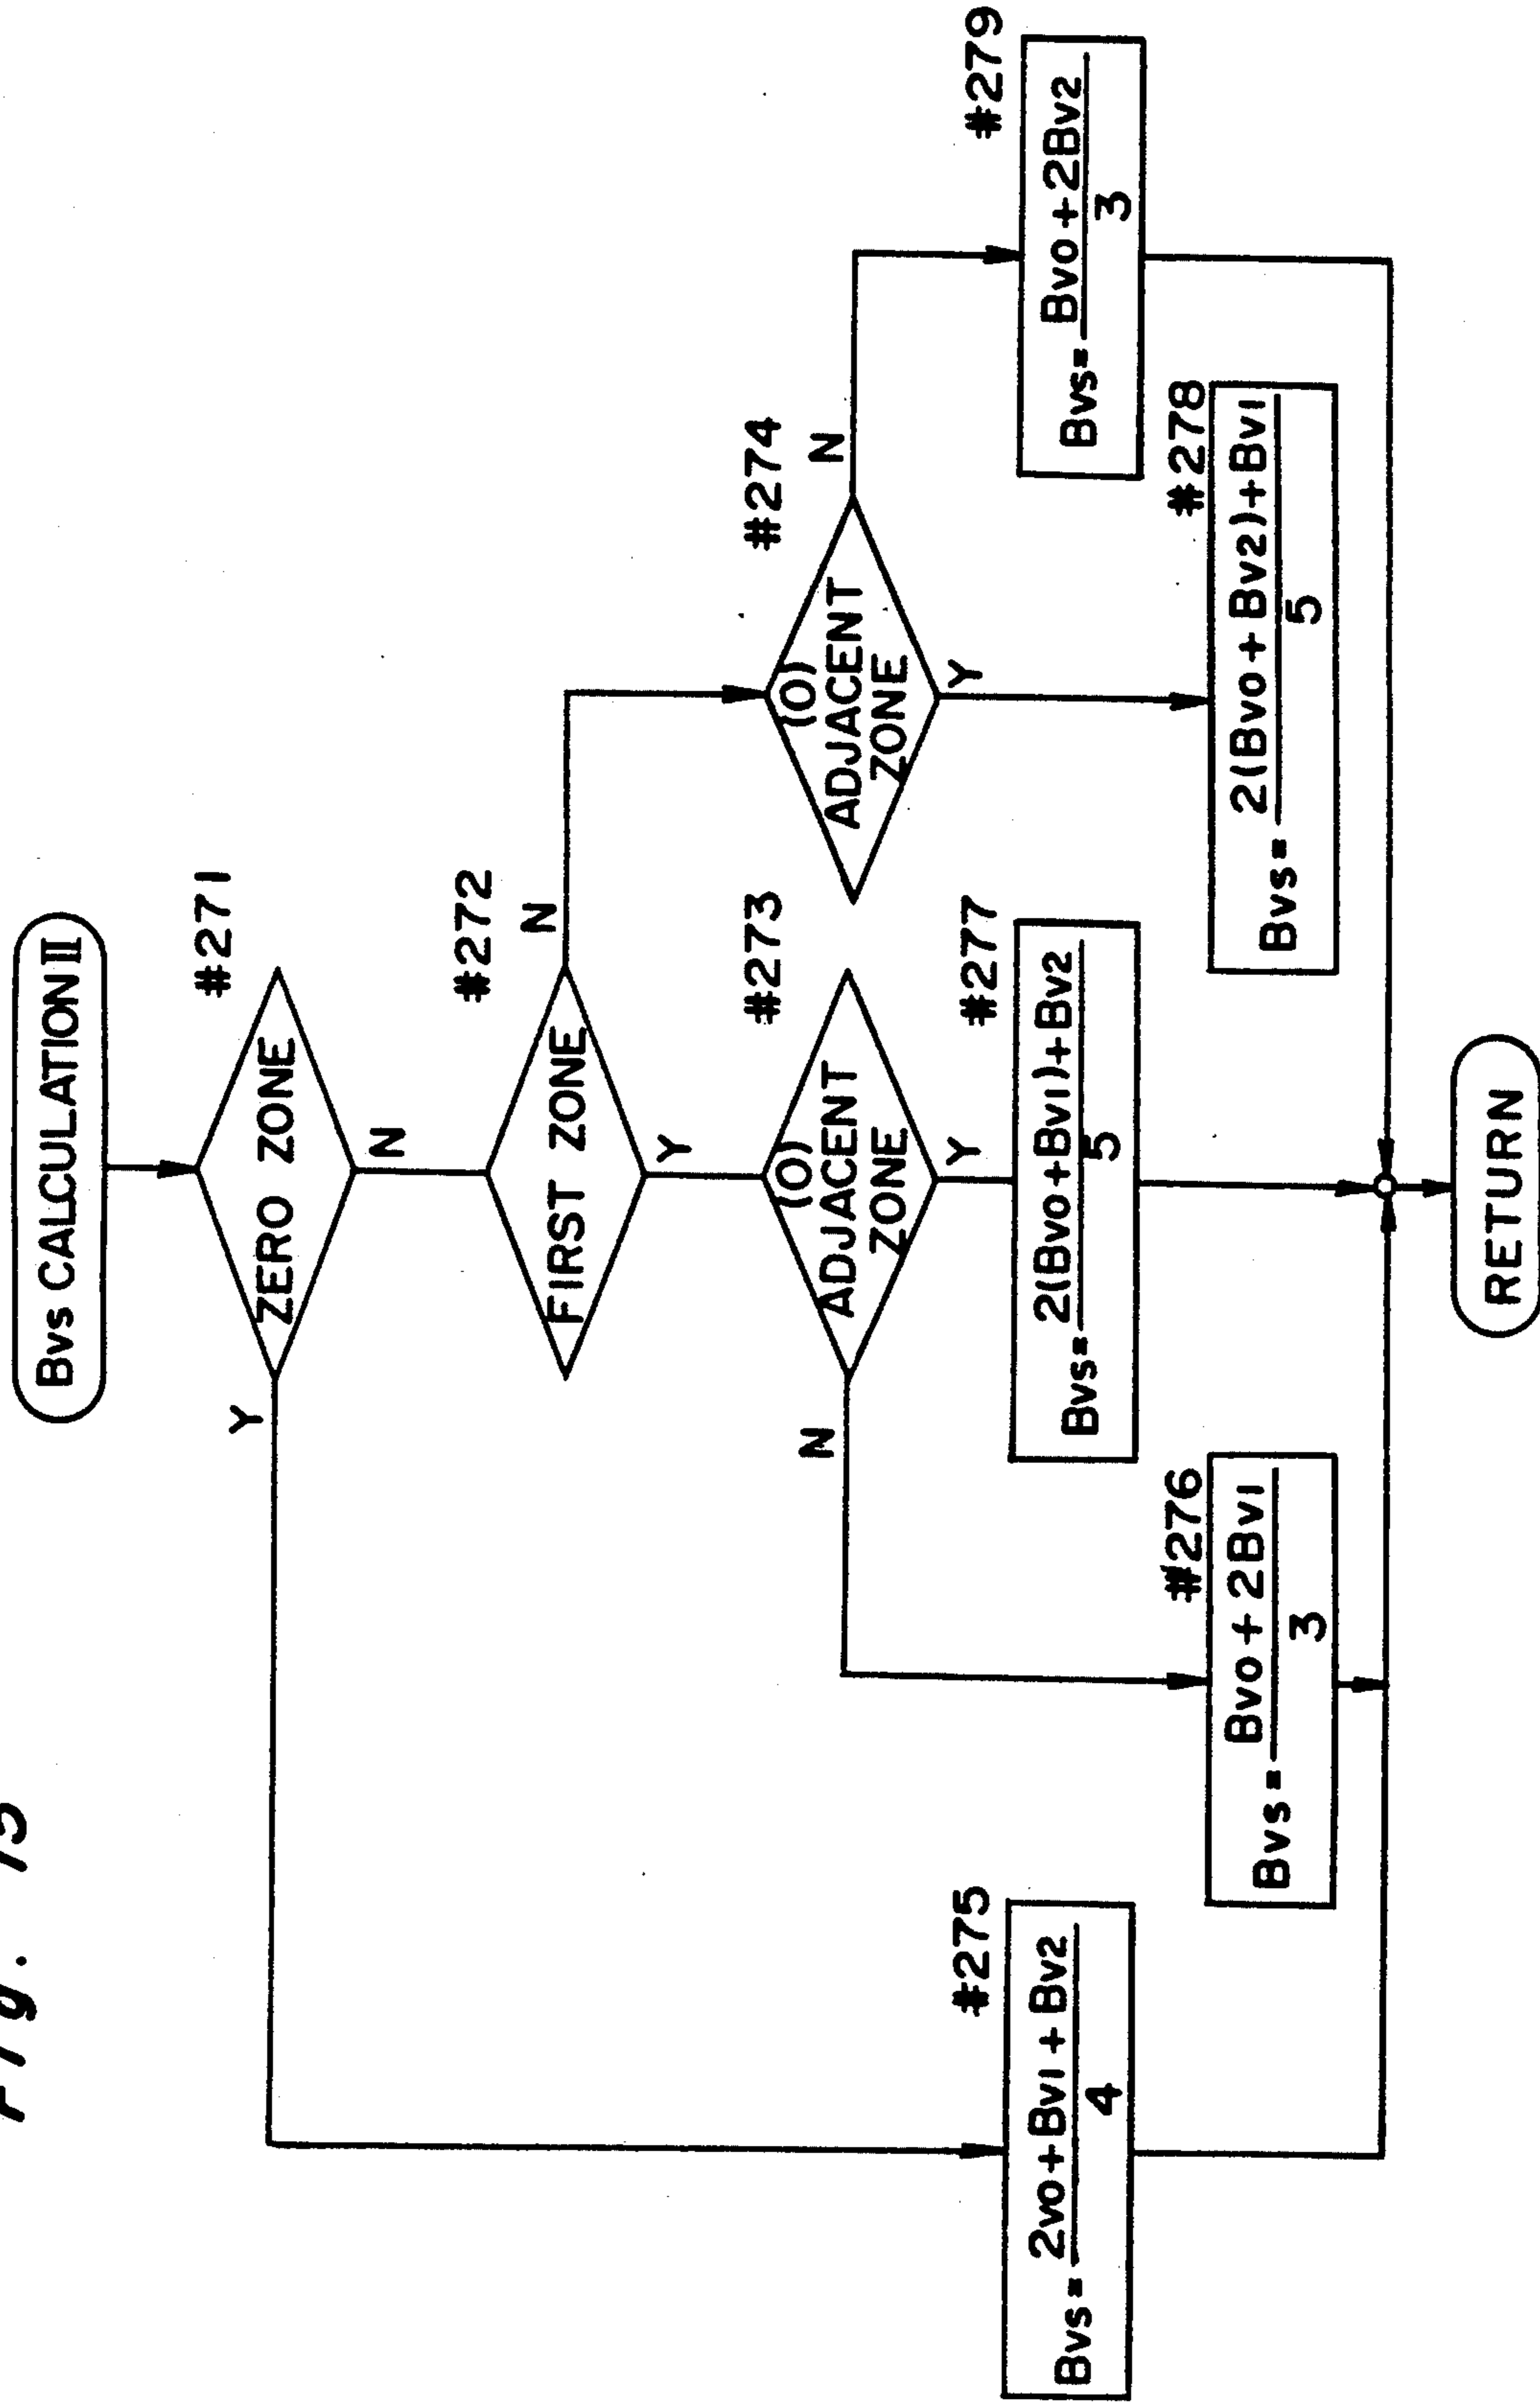 Fig. 15
Bvs CALCULATION II
#271
ZERO ZONE
Y
N
#272
FIRST ZONE
N
Y
#273
(0)
ADJACENT
ZONE
N
Y
#274
(0)
ADJACENT
ZONE
N
Y
#275
Bvs = 2vo + Bv1 + Bv2
4
#276
Bvs = Bvo + 2Bv1
3
#277
Bvs = 2(Bvo + Bv1) + Bv2
5
#278
Bvs = 2(Bvo + Bv2) + Bv1
5
#279
Bvs = Bvo + 2Bv2
3
RETURN